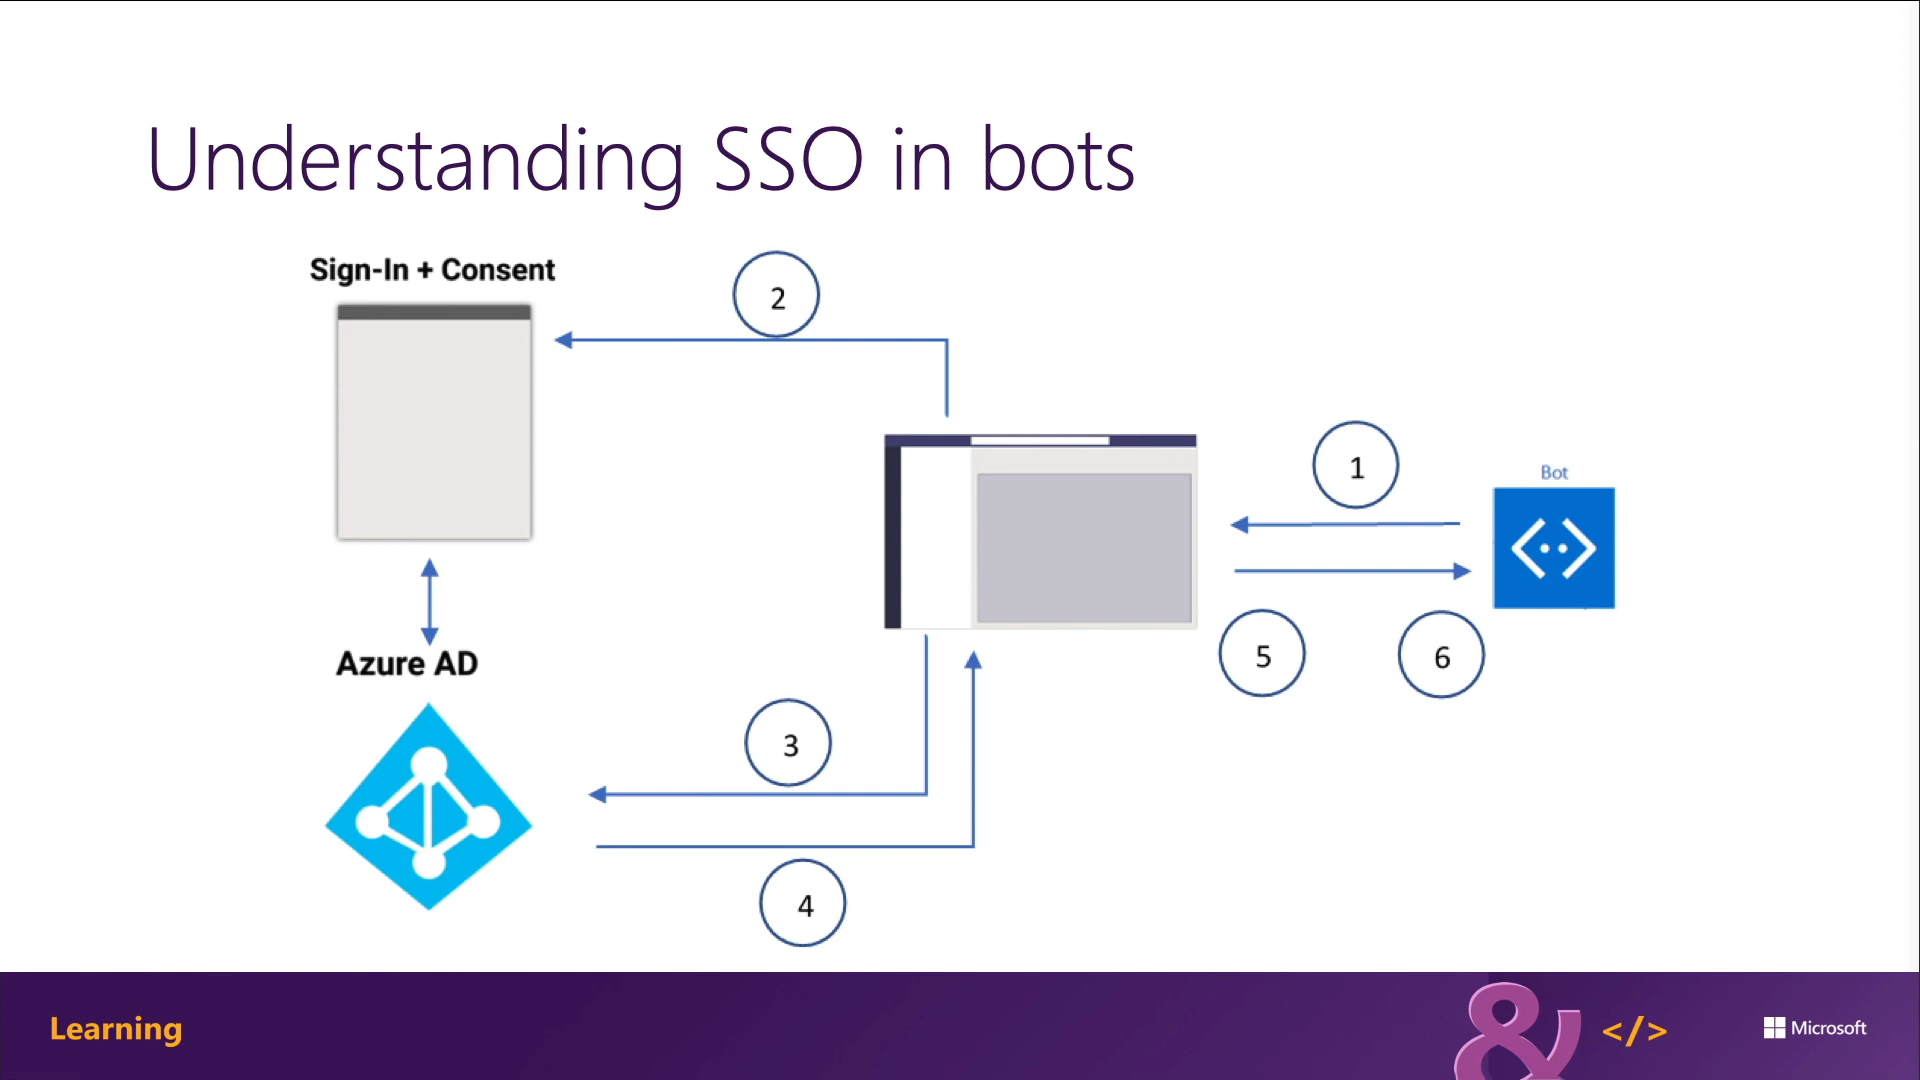 Understanding SSO in bots
Sign-In + Consent
2
1
Bot
5
6
Azure AD
3
4
Learning
&
</>
Microsoft